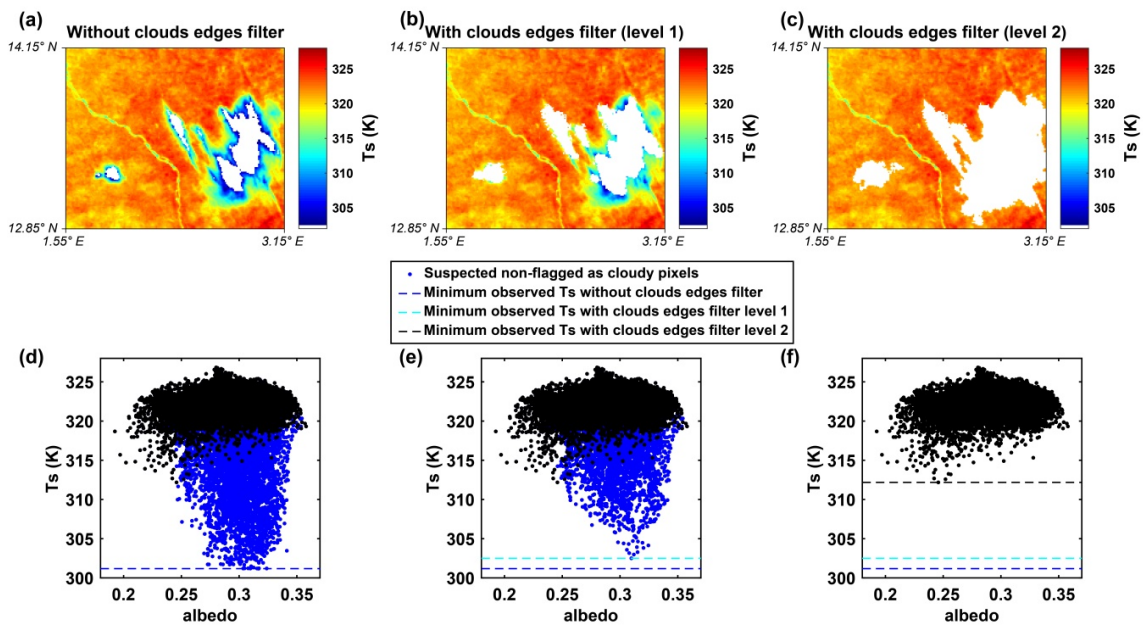 (a)
Without clouds edges filter
14.15° N
12.85° N
1.55° E
3.15° E
325
320
315
310
305
Ts (K)
(b)
With clouds edges filter (level 1)
14.15° N
12.85° N
1.55° E
3.15° E
325
320
315
310
305
Ts (K)
(c)
With clouds edges filter (level 2)
14.15° N
12.85° N
1.55° E
3.15° E
325
320
315
310
305
Ts (K)
Suspected non-flagged as cloudy pixels
Minimum observed Ts without clouds edges filter
Minimum observed Ts with clouds edges filter level 1
Minimum observed Ts with clouds edges filter level 2
(d)
Ts (K)
325
320
315
310
305
300
0.2 0.25 0.3 0.35
albedo
(e)
Ts (K)
325
320
315
310
305
300
0.2 0.25 0.3 0.35
albedo
(f)
Ts (K)
325
320
315
310
305
300
0.2 0.25 0.3 0.35
albedo